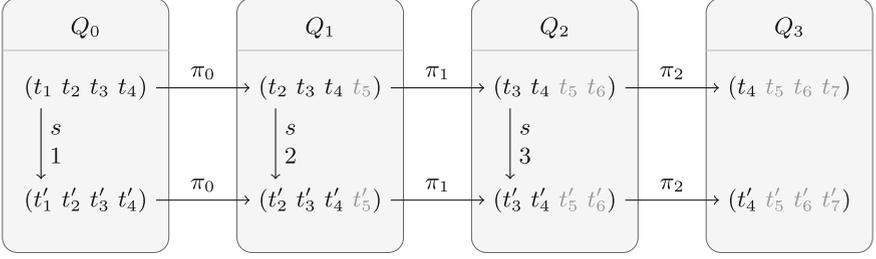 Q₀ Q₁ Q₂ Q₃
(t₁ t₂ t₃ t₄) π₀ (t₂ t₃ t₄ t₅) π₁ (t₃ t₄ t₅ t₆) π₂ (t₄ t₅ t₆ t₇)
s s s
1 2 3
(t′₁ t′₂ t′₃ t′₄) π₀ (t′₂ t′₃ t′₄ t′₅) π₁ (t′₃ t′₄ t′₅ t′₆) π₂ (t′₄ t′₅ t′₆ t′₇)